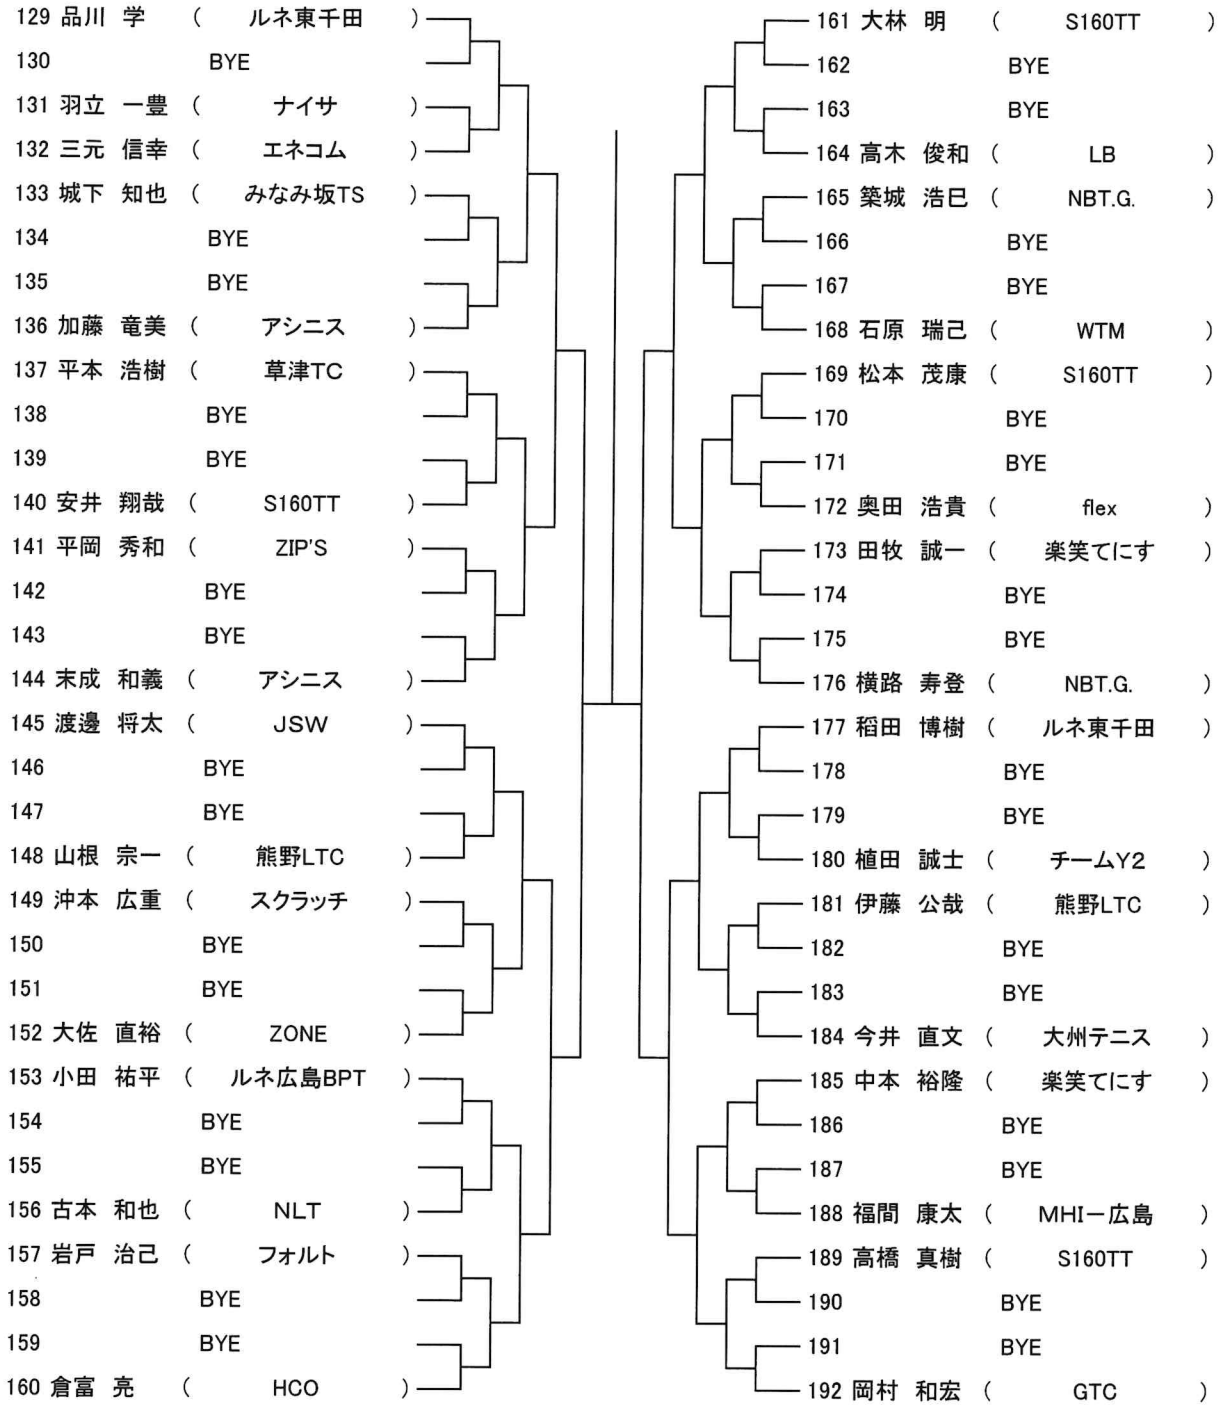 129 品川 学 ( ルネ東千田 )
130 BYE
131 羽立 一豊 ( ナイサ )
132 三元 信幸 ( エネコム )
133 城下 知也 ( みなみ坂TS )
134 BYE
135 BYE
136 加藤 竜美 ( アシニス )
137 平本 浩樹 ( 草津TC )
138 BYE
139 BYE
140 安井 翔哉 ( S160TT )
141 平岡 秀和 ( ZIP'S )
142 BYE
143 BYE
144 末成 和義 ( アシニス )
145 渡邊 将太 ( JSW )
146 BYE
147 BYE
148 山根 宗一 ( 熊野LTC )
149 沖本 広重 ( スクラッチ )
150 BYE
151 BYE
152 大佐 直裕 ( ZONE )
153 小田 祐平 ( ルネ広島BPT )
154 BYE
155 BYE
156 古本 和也 ( NLT )
157 岩戸 治己 ( フォルト )
158 BYE
159 BYE
160 倉富 亮 ( HCO )
161 大林 明 ( S160TT )
162 BYE
163 BYE
164 高木 俊和 ( LB )
165 築城 浩巳 ( NBT.G. )
166 BYE
167 BYE
168 石原 瑞己 ( WTM )
169 松本 茂康 ( S160TT )
170 BYE
171 BYE
172 奥田 浩貴 ( flex )
173 田牧 誠一 ( 楽笑てにす )
174 BYE
175 BYE
176 横路 寿登 ( NBT.G. )
177 稻田 博樹 ( ルネ東千田 )
178 BYE
179 BYE
180 植田 誠士 ( チームY2 )
181 伊藤 公哉 ( 熊野LTC )
182 BYE
183 BYE
184 今井 直文 ( 大州テニス )
185 中本 裕隆 ( 楽笑てにす )
186 BYE
187 BYE
188 福間 康太 ( MHIー広島 )
189 高橋 真樹 ( S160TT )
190 BYE
191 BYE
192 岡村 和宏 ( GTC )